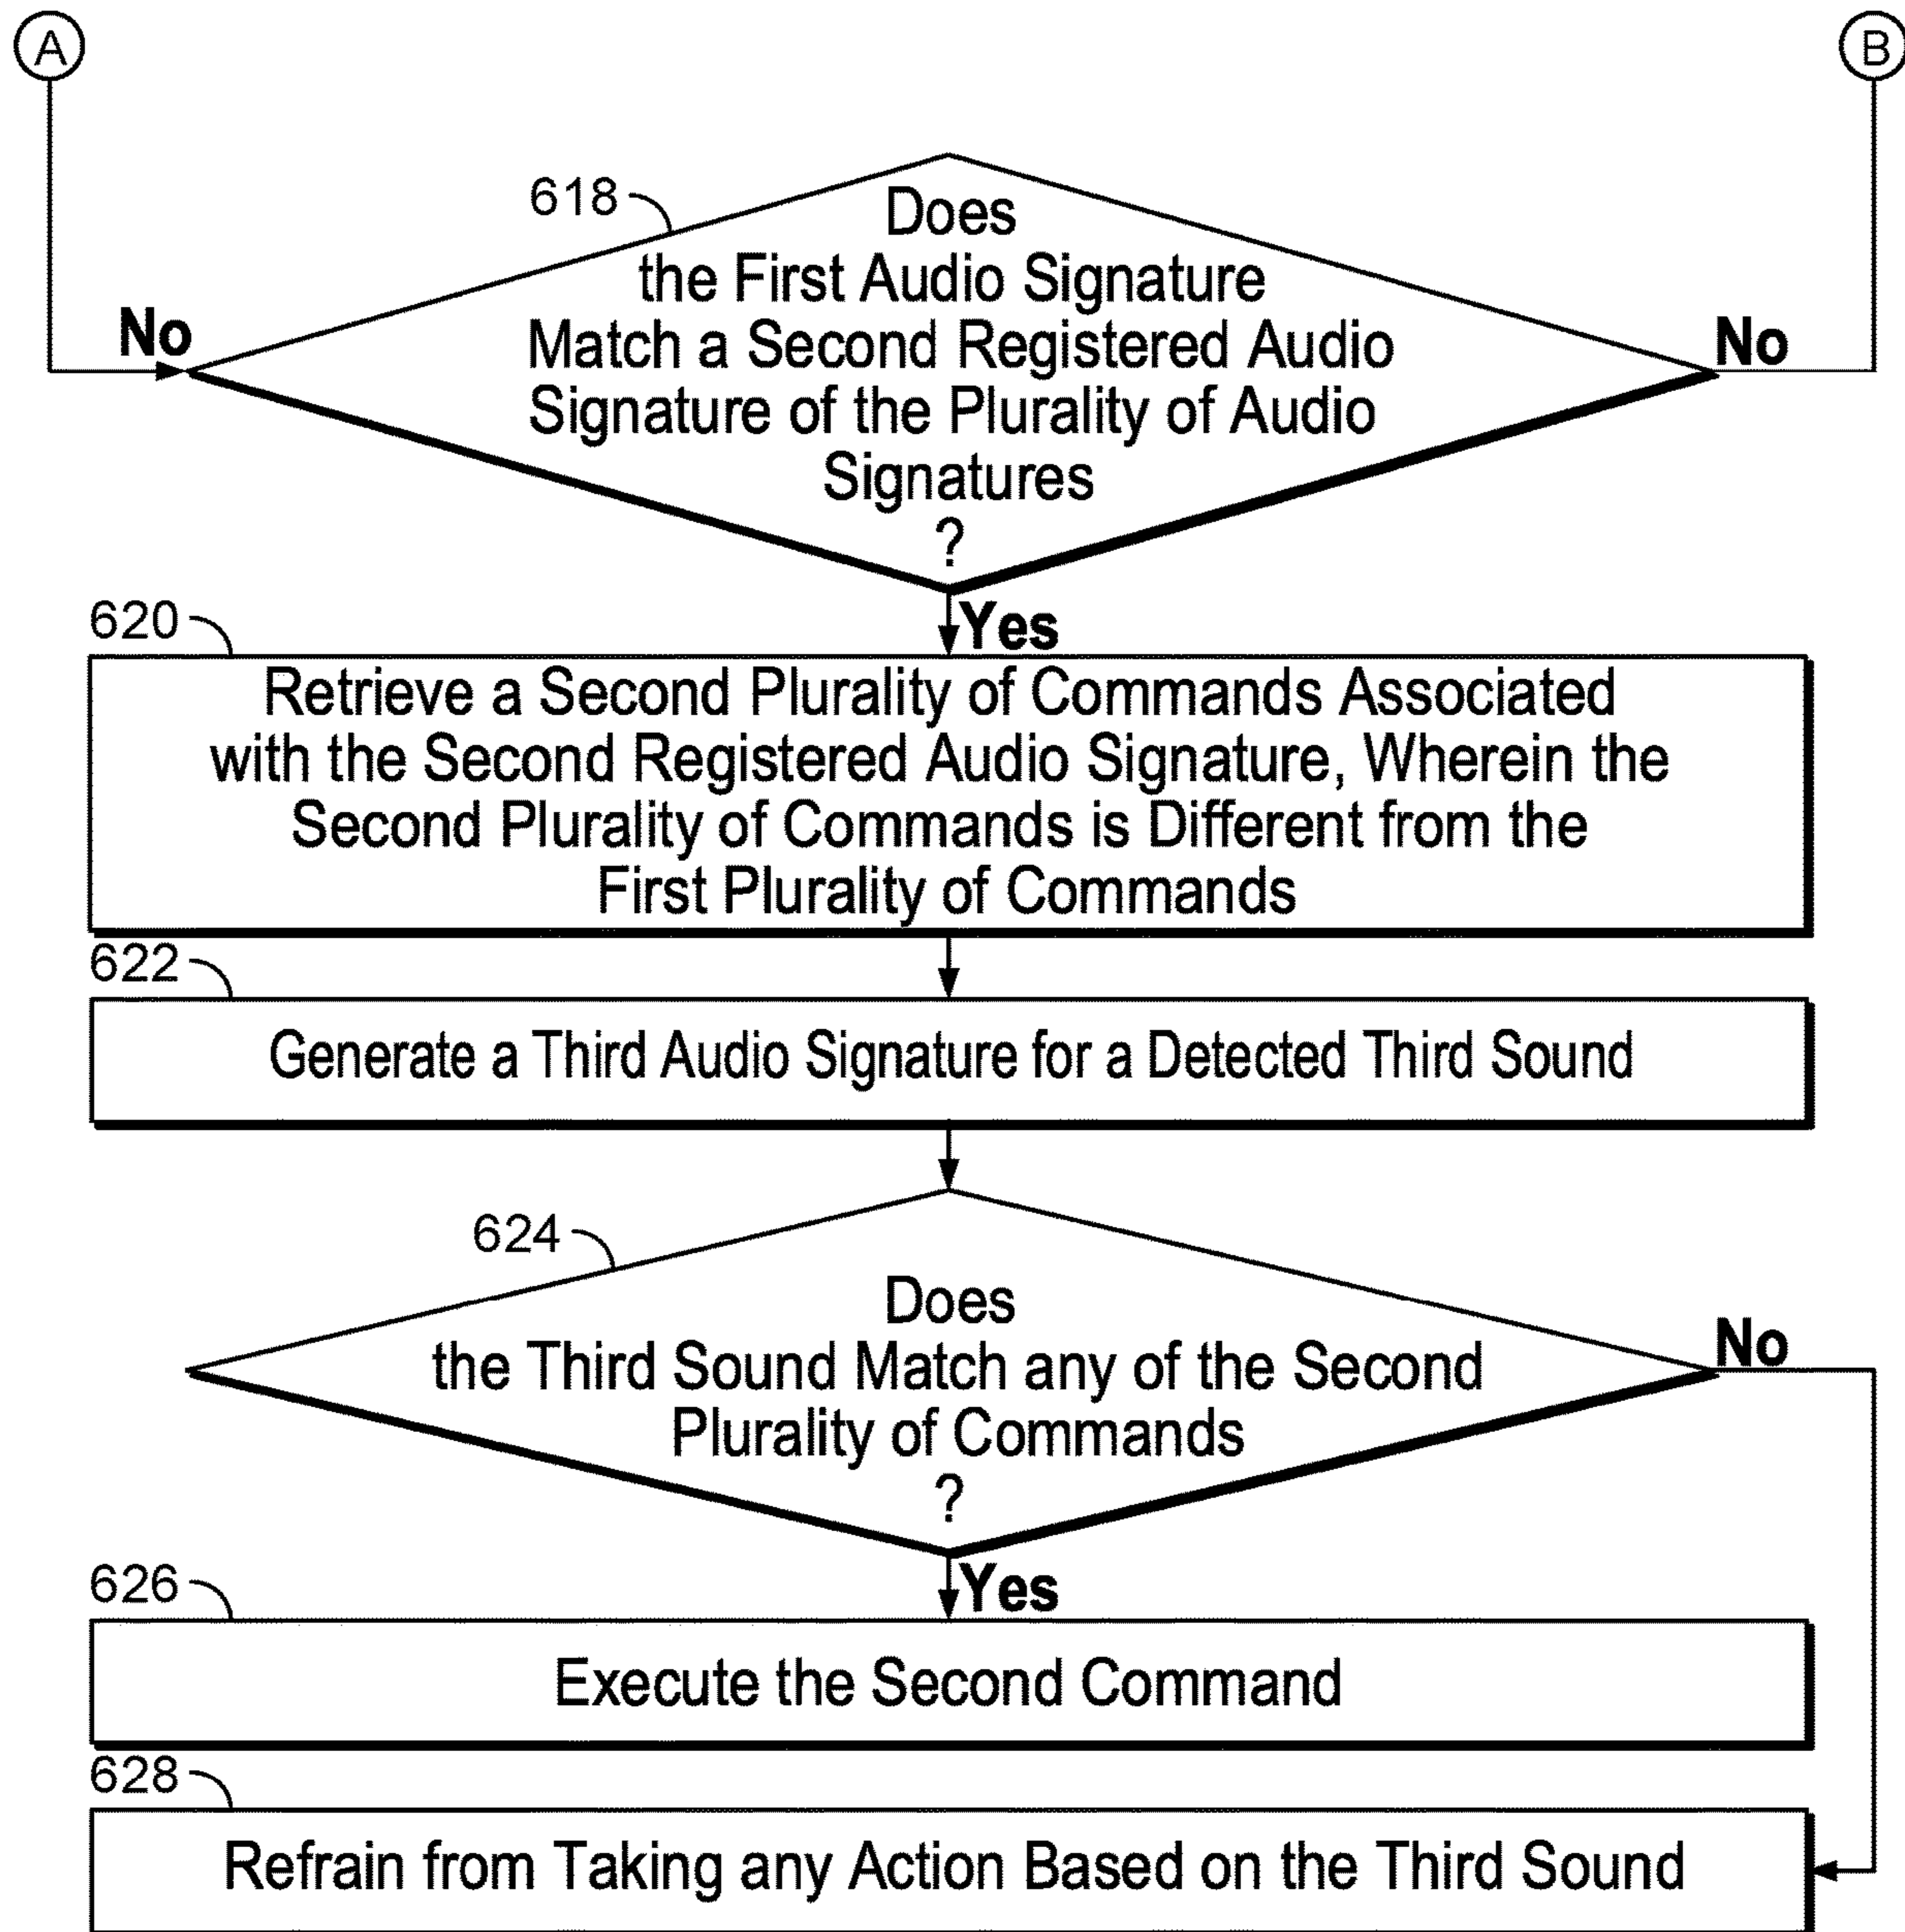 A
B
618
Does
the First Audio Signature
Match a Second Registered Audio
Signature of the Plurality of Audio
Signatures
?
No
No
Yes
620
Retrieve a Second Plurality of Commands Associated
with the Second Registered Audio Signature, Wherein the
Second Plurality of Commands is Different from the
First Plurality of Commands
622
Generate a Third Audio Signature for a Detected Third Sound
624
Does
the Third Sound Match any of the Second
Plurality of Commands
?
No
Yes
626
Execute the Second Command
628
Refrain from Taking any Action Based on the Third Sound